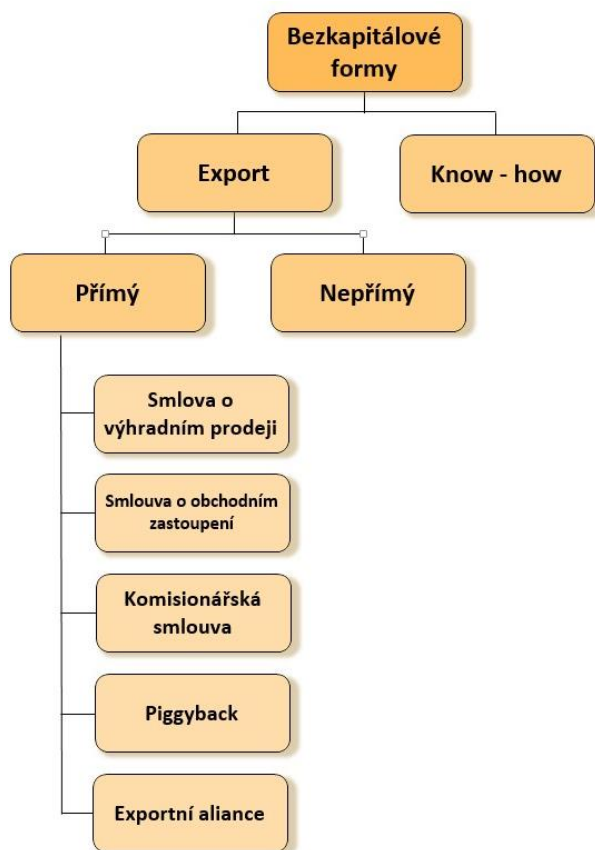 Bezkapitálové
formy
Export
Know - how
Přímý
Nepřímý
Smlova o
výhradním prodeji
Smlouva o obchodním
zastoupení
Komisionářská
smlouva
Piggyback
Exportní aliance